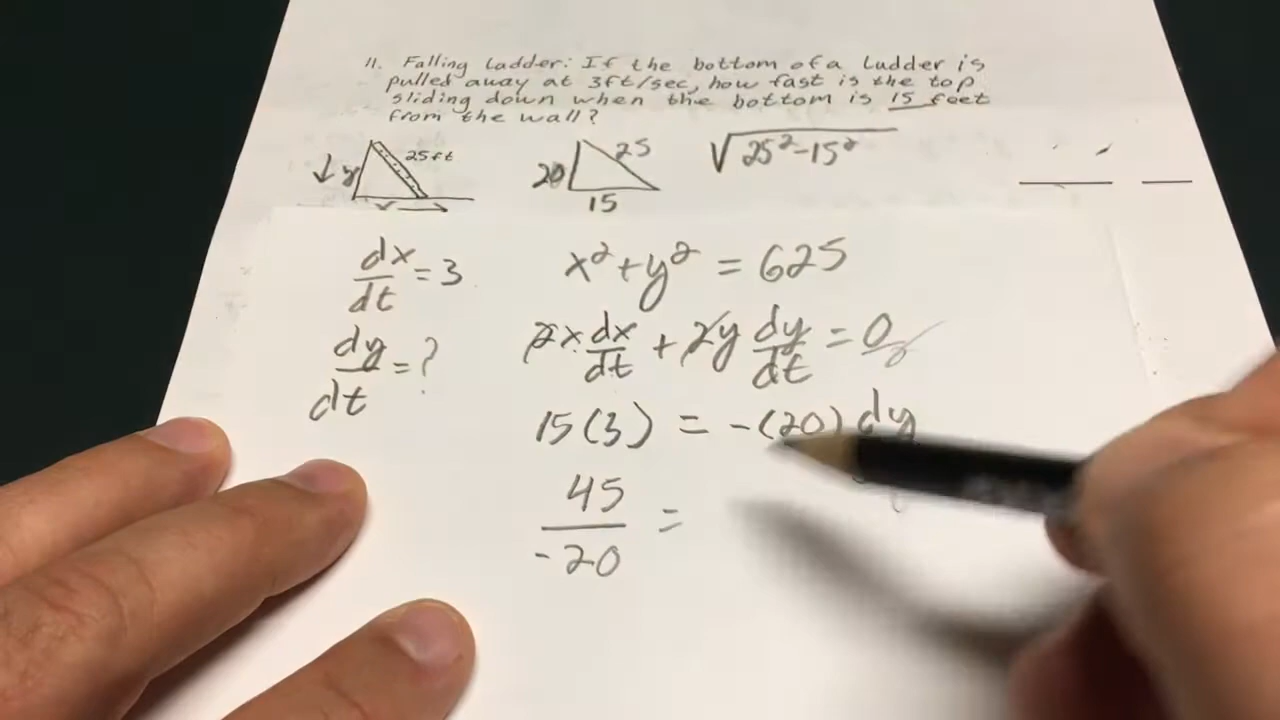 11. Falling Ladder: If the bottom of a ladder is
pulled away at 3ft/sec, how fast is the top
sliding down when the bottom is 15 feet
from the wall?
↓ y 25ft
x →
20 25
15
√(25²-15²)
dx/dt = 3
x² + y² = 625
dy/dt = ?
2x dx/dt + 2y dy/dt = 0
15(3) = -(20) dy
45/-20 =